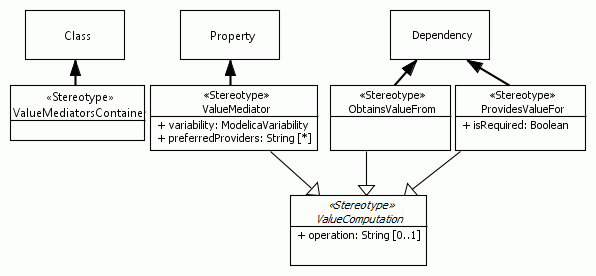 Class
Property
Dependency
«Stereotype»
ValueMediatorsContainer
«Stereotype»
ValueMediator
+ variability: ModelicaVariability
+ preferredProviders: String [*]
«Stereotype»
ObtainsValueFrom
«Stereotype»
ProvidesValueFor
+ isRequired: Boolean
«Stereotype»
ValueComputation
+ operation: String [0..1]